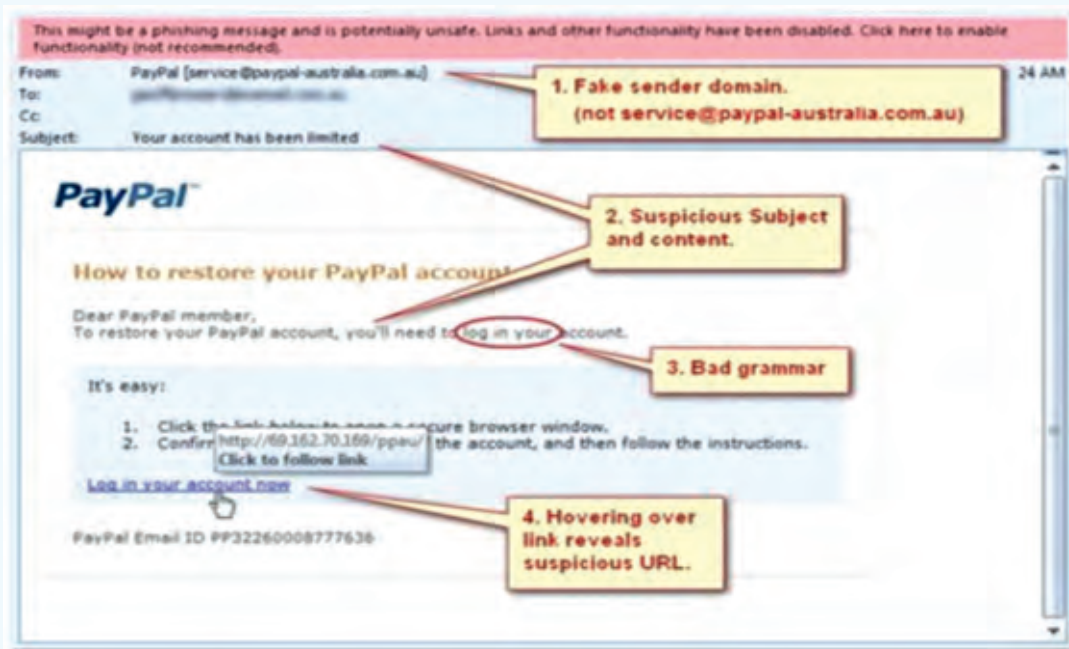 This might be a phishing message and is potentially unsafe. Links and other functionality have been disabled. Click here to enable
functionality (not recommended).
From: PayPal [service@paypal-australia.com.au]
24 AM
To:
Cc:
Subject: Your account has been limited
1. Fake sender domain.
(not service@paypal-australia.com.au)
PayPal™
2. Suspicious Subject
and content.
How to restore your PayPal account
Dear PayPal member,
To restore your PayPal account, you'll need to log in your account.
3. Bad grammar
It's easy:
1. Click the link below to open a secure browser window.
2. Confirm the account, and then follow the instructions.
http://69.162.70.169/ppau/
Click to follow link
Log in your account now
4. Hovering over
link reveals
suspicious URL.
PayPal Email ID PP32260008777636